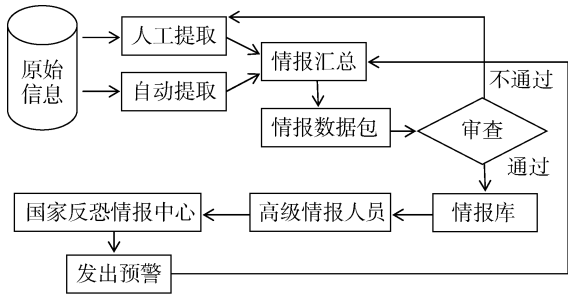 原始
信息
人工提取
自动提取
情报汇总
情报数据包
审查
不通过
通过
情报库
高级情报人员
国家反恐情报中心
发出预警